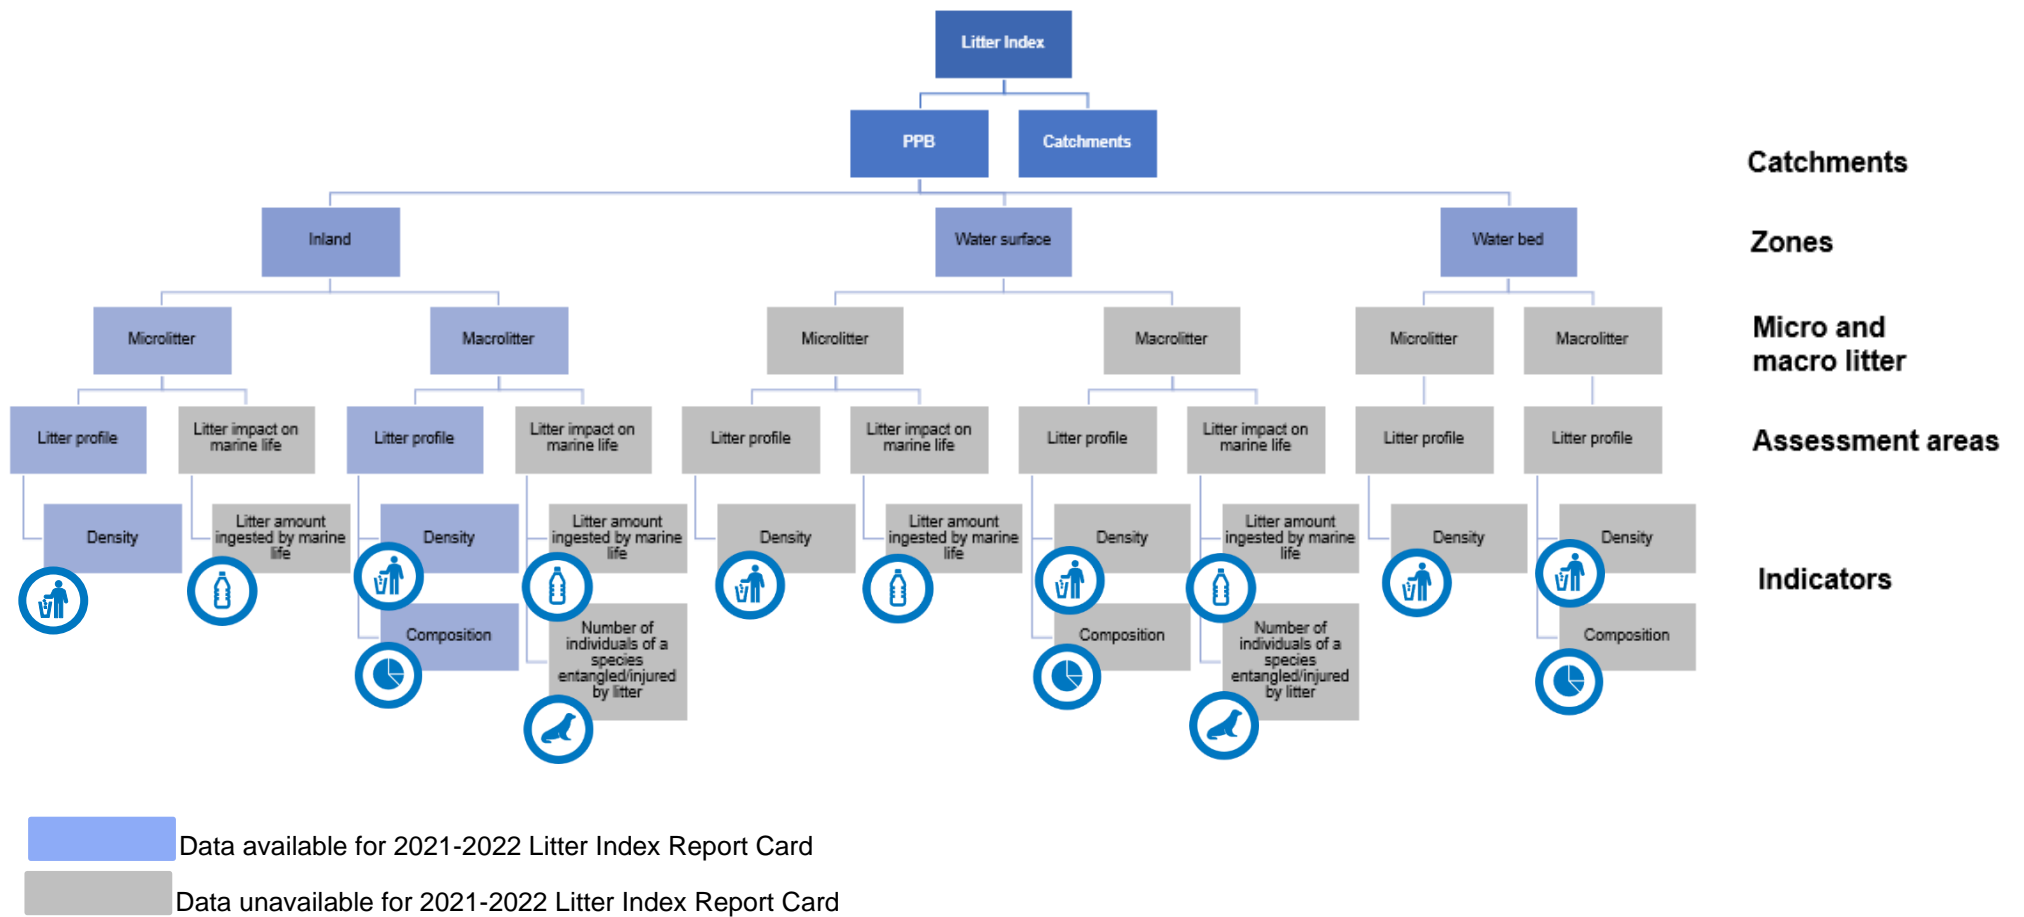 Litter Index
PPB
Catchments
Catchments
Inland
Water surface
Water bed
Zones
Microlitter
Macrolitter
Microlitter
Macrolitter
Microlitter
Macrolitter
Micro and
macro litter
Litter profile
Litter impact on
marine life
Litter profile
Litter impact on
marine life
Litter profile
Litter impact on
marine life
Litter profile
Litter impact on
marine life
Litter profile
Litter profile
Assessment areas
Density
Litter amount
ingested by marine
life
Density
Litter amount
ingested by marine
life
Density
Litter amount
ingested by marine
life
Density
Litter amount
ingested by marine
life
Density
Density
Indicators
Composition
Number of
individuals of a
species
entangled/injured
by litter
Composition
Number of
individuals of a
species
entangled/injured
by litter
Composition
Data available for 2021-2022 Litter Index Report Card
Data unavailable for 2021-2022 Litter Index Report Card